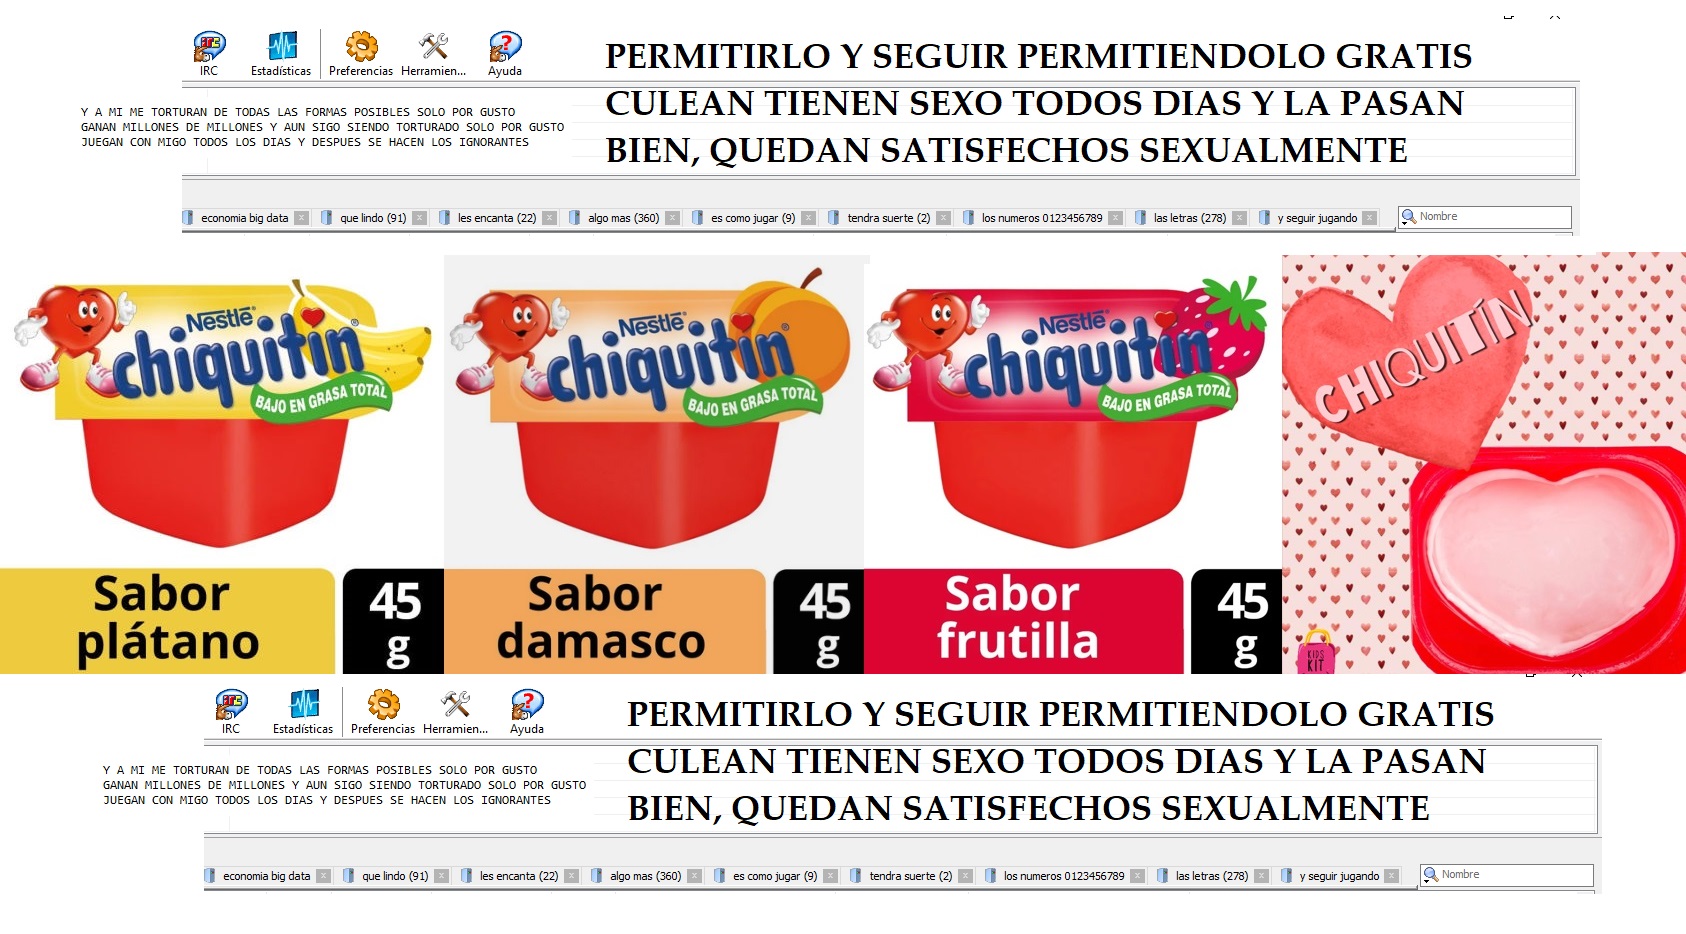 IRC Estadísticas Preferencias Herramien... Ayuda
PERMITIRLO Y SEGUIR PERMITIENDOLO GRATIS
CULEAN TIENEN SEXO TODOS DIAS Y LA PASAN
BIEN, QUEDAN SATISFECHOS SEXUALMENTE
Y A MI ME TORTURAN DE TODAS LAS FORMAS POSIBLES SOLO POR GUSTO
GANAN MILLONES DE MILLONES Y AUN SIGO SIENDO TORTURADO SOLO POR GUSTO
JUEGAN CON MIGO TODOS LOS DIAS Y DESPUES SE HACEN LOS IGNORANTES
economia big data que lindo (91) les encanta (22) algo mas (360) es como jugar (9) tendra suerte (2) los numeros 0123456789 las letras (278) y seguir jugando Nombre
Nestlé
chiquitín
BAJO EN GRASA TOTAL
Sabor
plátano
45
g
Nestlé
chiquitín
BAJO EN GRASA TOTAL
Sabor
damasco
45
g
Nestlé
chiquitín
BAJO EN GRASA TOTAL
Sabor
frutilla
45
g
CHIQUITÍN
KIDS
KIT
IRC Estadísticas Preferencias Herramien... Ayuda
PERMITIRLO Y SEGUIR PERMITIENDOLO GRATIS
CULEAN TIENEN SEXO TODOS DIAS Y LA PASAN
BIEN, QUEDAN SATISFECHOS SEXUALMENTE
Y A MI ME TORTURAN DE TODAS LAS FORMAS POSIBLES SOLO POR GUSTO
GANAN MILLONES DE MILLONES Y AUN SIGO SIENDO TORTURADO SOLO POR GUSTO
JUEGAN CON MIGO TODOS LOS DIAS Y DESPUES SE HACEN LOS IGNORANTES
economia big data que lindo (91) les encanta (22) algo mas (360) es como jugar (9) tendra suerte (2) los numeros 0123456789 las letras (278) y seguir jugando Nombre